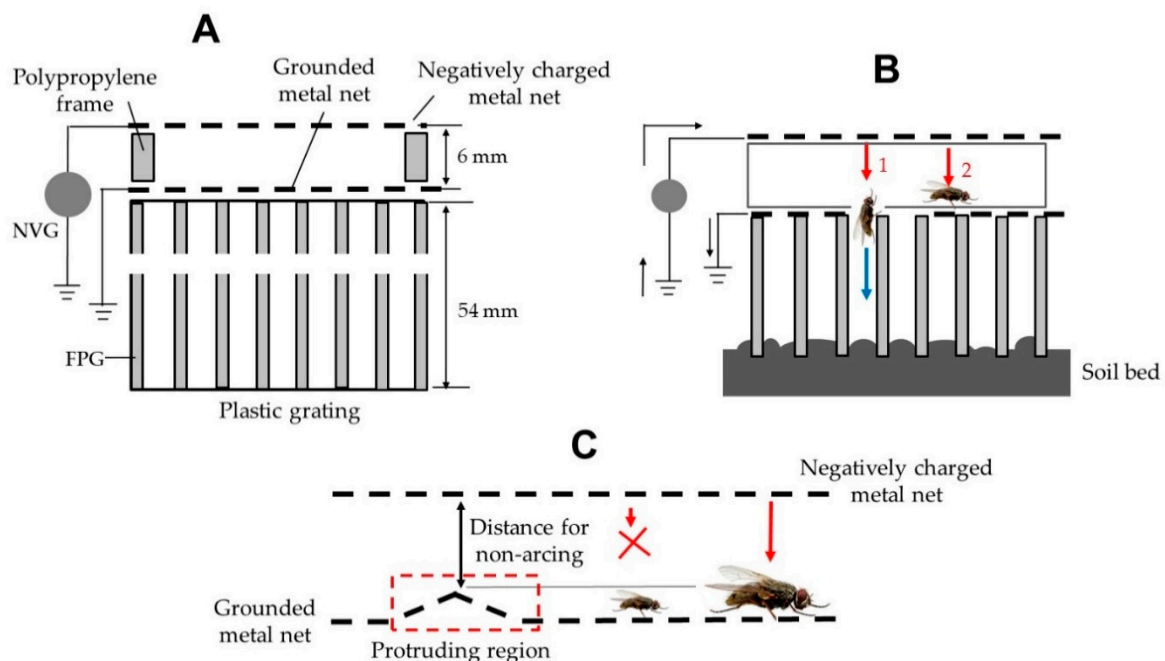 A
Polypropylene
frame
Grounded
metal net
Negatively charged
metal net
6 mm
NVG
54 mm
FPG
Plastic grating
B
1
2
Soil bed
C
Negatively charged
metal net
Distance for
non-arcing
Grounded
metal net
Protruding region